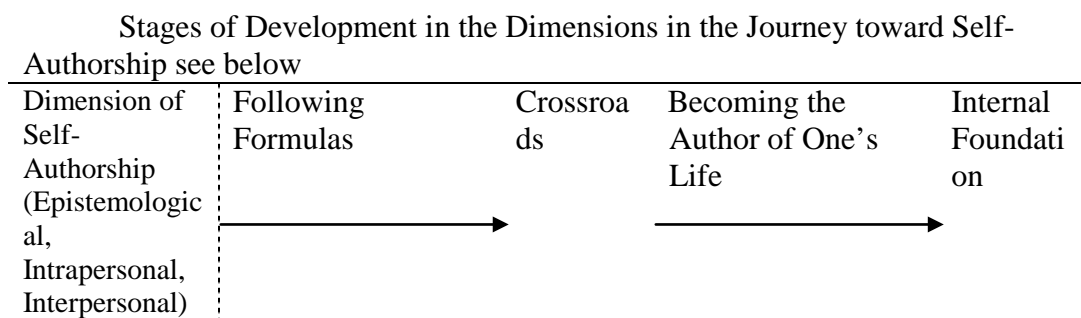 Stages of Development in the Dimensions in the Journey toward Self-
Authorship see below
Dimension of
Self-
Authorship
(Epistemologic
al,
Intrapersonal,
Interpersonal)
Following
Formulas
Crossroa
ds
Becoming the
Author of One’s
Life
Internal
Foundati
on